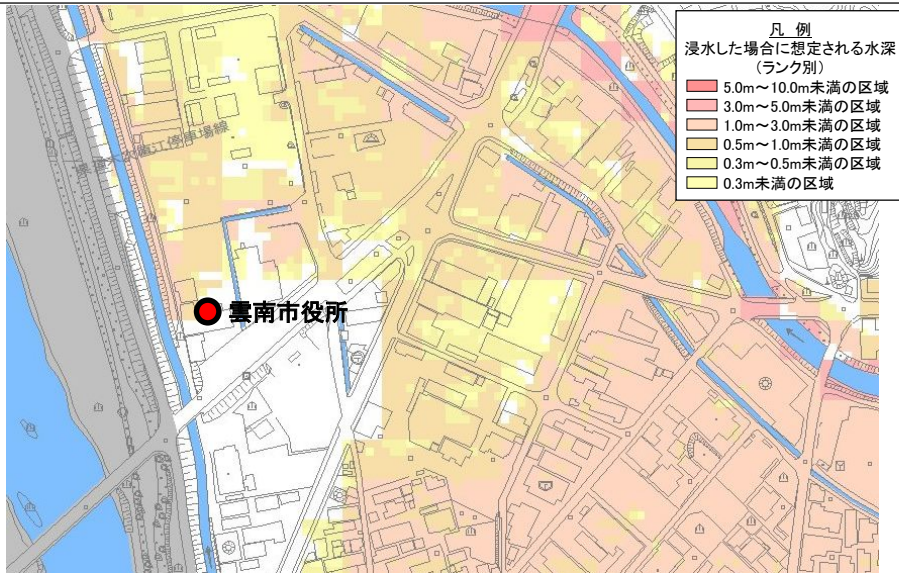 凡 例
浸水した場合に想定される水深
(ランク別)
5.0m～10.0m未満の区域
3.0m～5.0m未満の区域
1.0m～3.0m未満の区域
0.5m～1.0m未満の区域
0.3m～0.5m未満の区域
0.3m未満の区域
雲南市役所